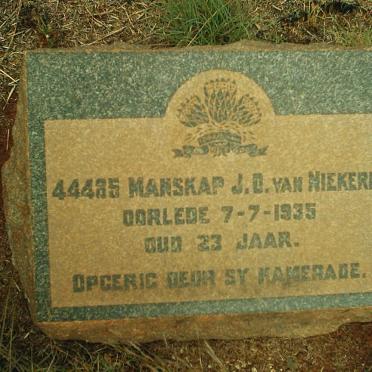 44485 MANSKAP J.D. VAN NIEKERK
OORLEDE 7-7-1935
OUD 23 JAAR.
OPGERIG DEUR SY KAMERADE.